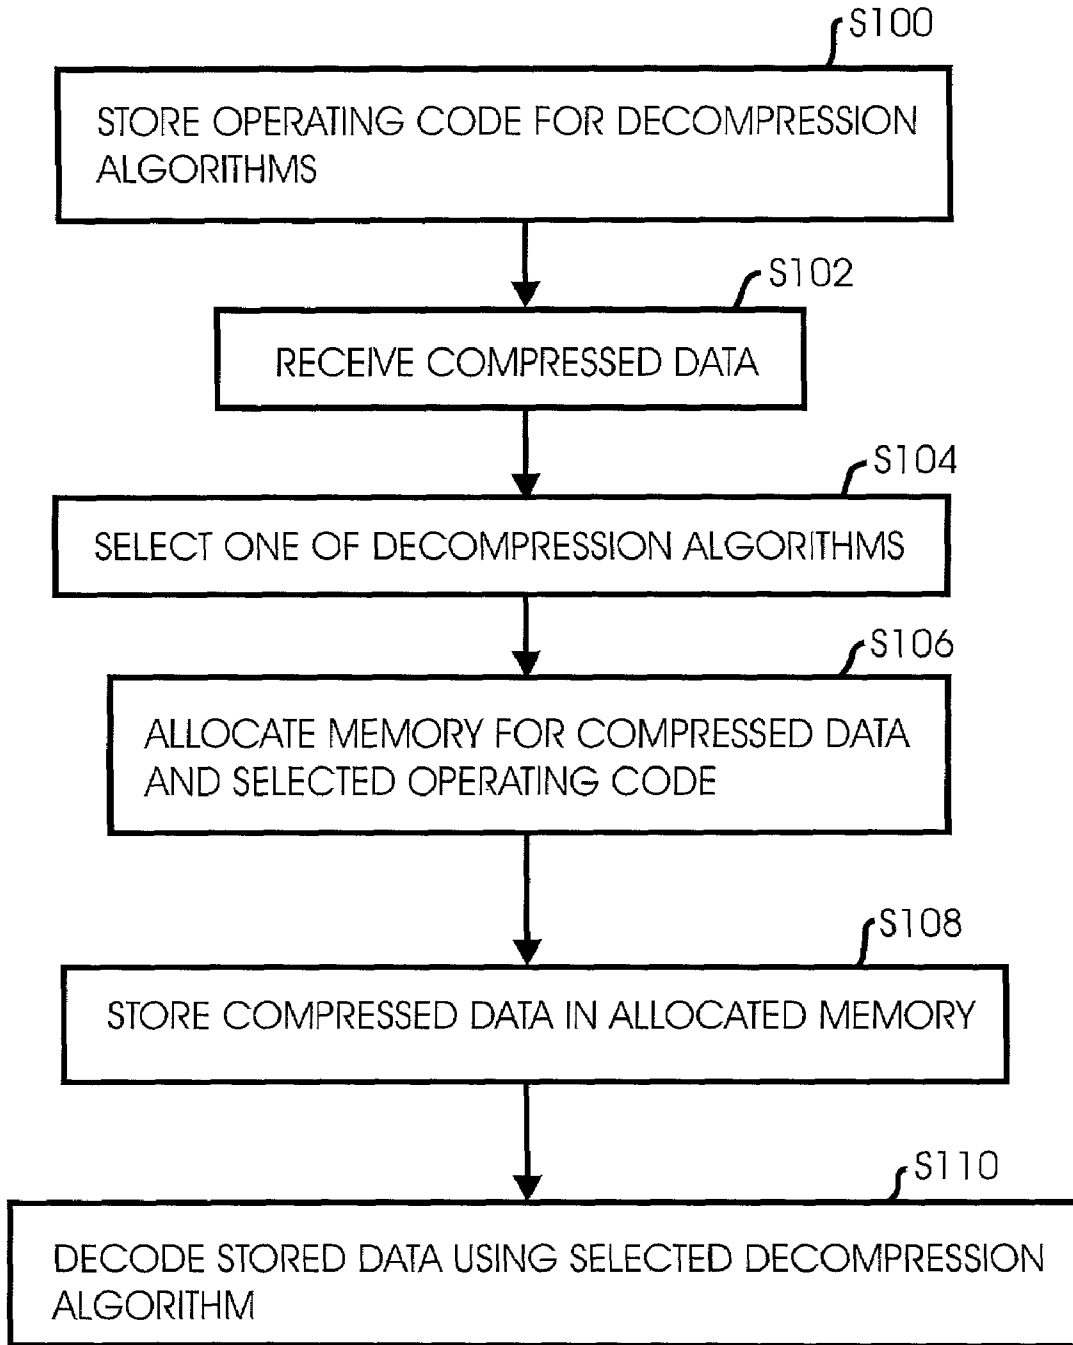 S100
STORE OPERATING CODE FOR DECOMPRESSION
ALGORITHMS
S102
RECEIVE COMPRESSED DATA
S104
SELECT ONE OF DECOMPRESSION ALGORITHMS
S106
ALLOCATE MEMORY FOR COMPRESSED DATA
AND SELECTED OPERATING CODE
S108
STORE COMPRESSED DATA IN ALLOCATED MEMORY
S110
DECODE STORED DATA USING SELECTED DECOMPRESSION
ALGORITHM